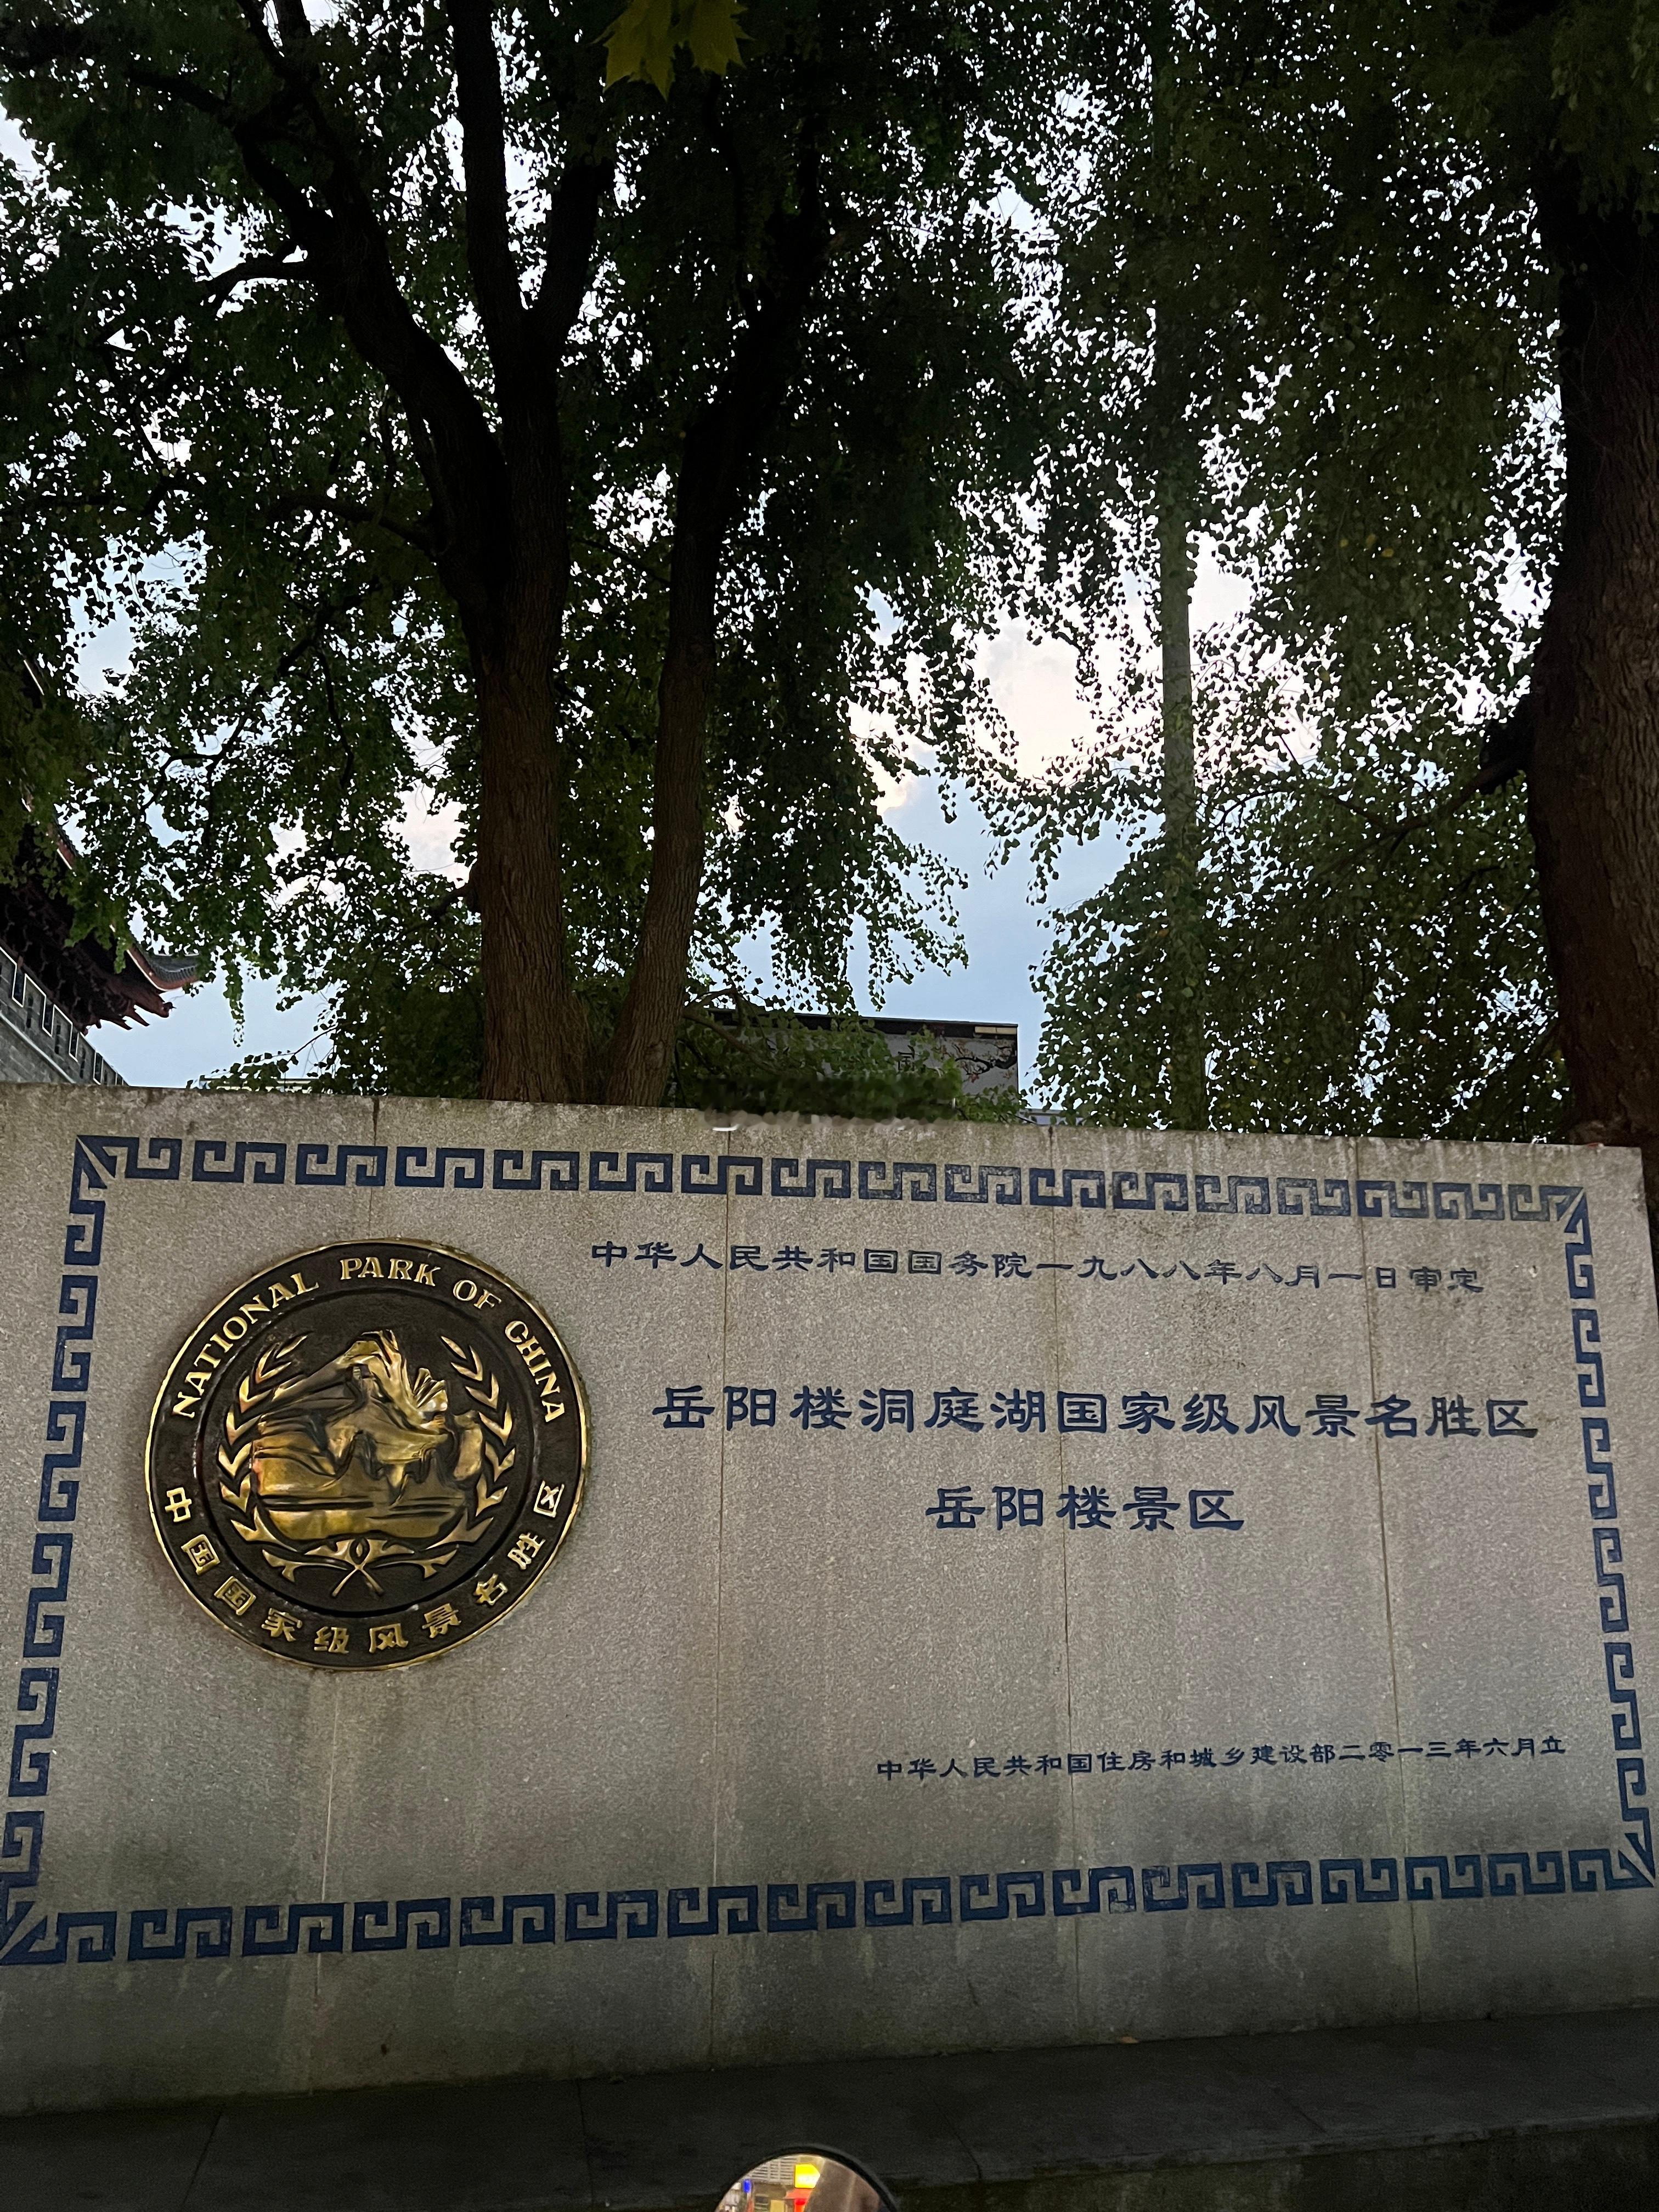 NATIONAL PARK OF CHINA
中国国家级风景名胜区
中华人民共和国国务院一九八八年八月一日审定
岳阳楼洞庭湖国家级风景名胜区
岳阳楼景区
中华人民共和国住房和城乡建设部二零一三年六月立